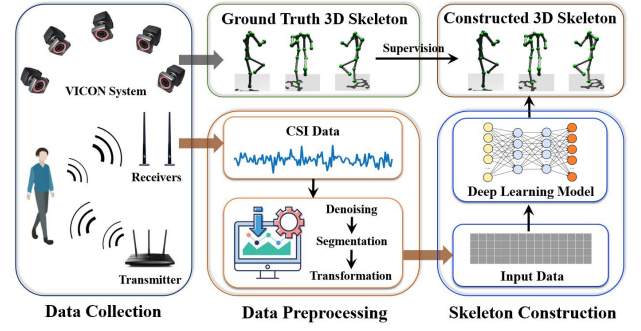 Ground Truth 3D Skeleton
Constructed 3D Skeleton
VICON System
Supervision
CSI Data
Receivers
Deep Learning Model
Denoising
Segmentation
Transformation
Input Data
Transmitter
Data Collection
Data Preprocessing
Skeleton Construction